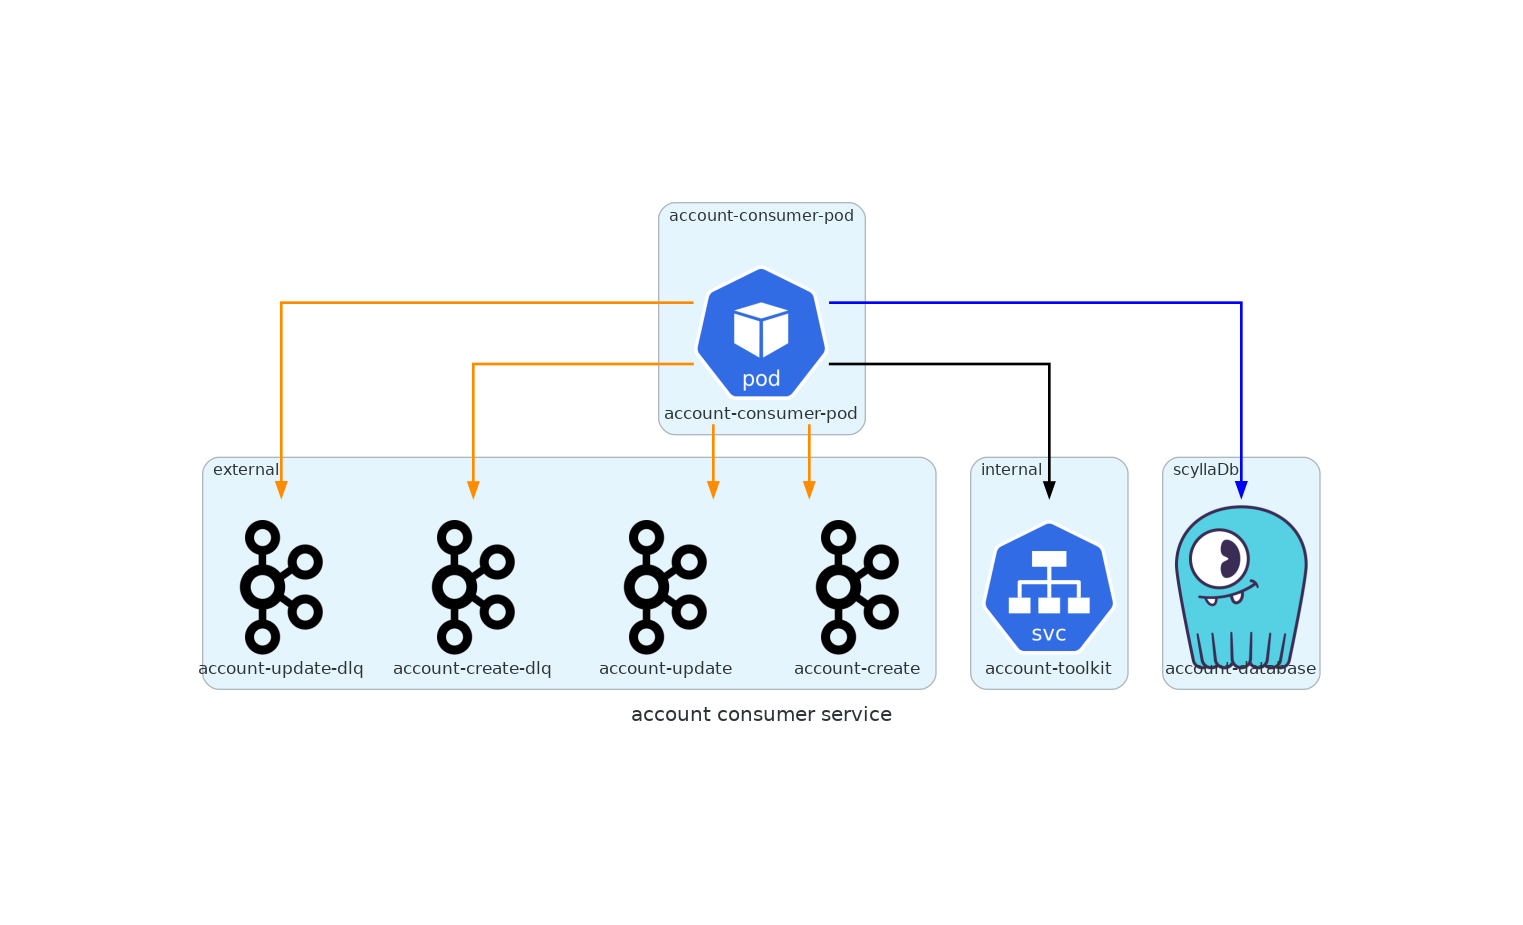 account-consumer-pod
pod
account-consumer-pod
external
internal
scyllaDb
svc
account-update-dlq
account-create-dlq
account-update
account-create
account-toolkit
account-database
account consumer service